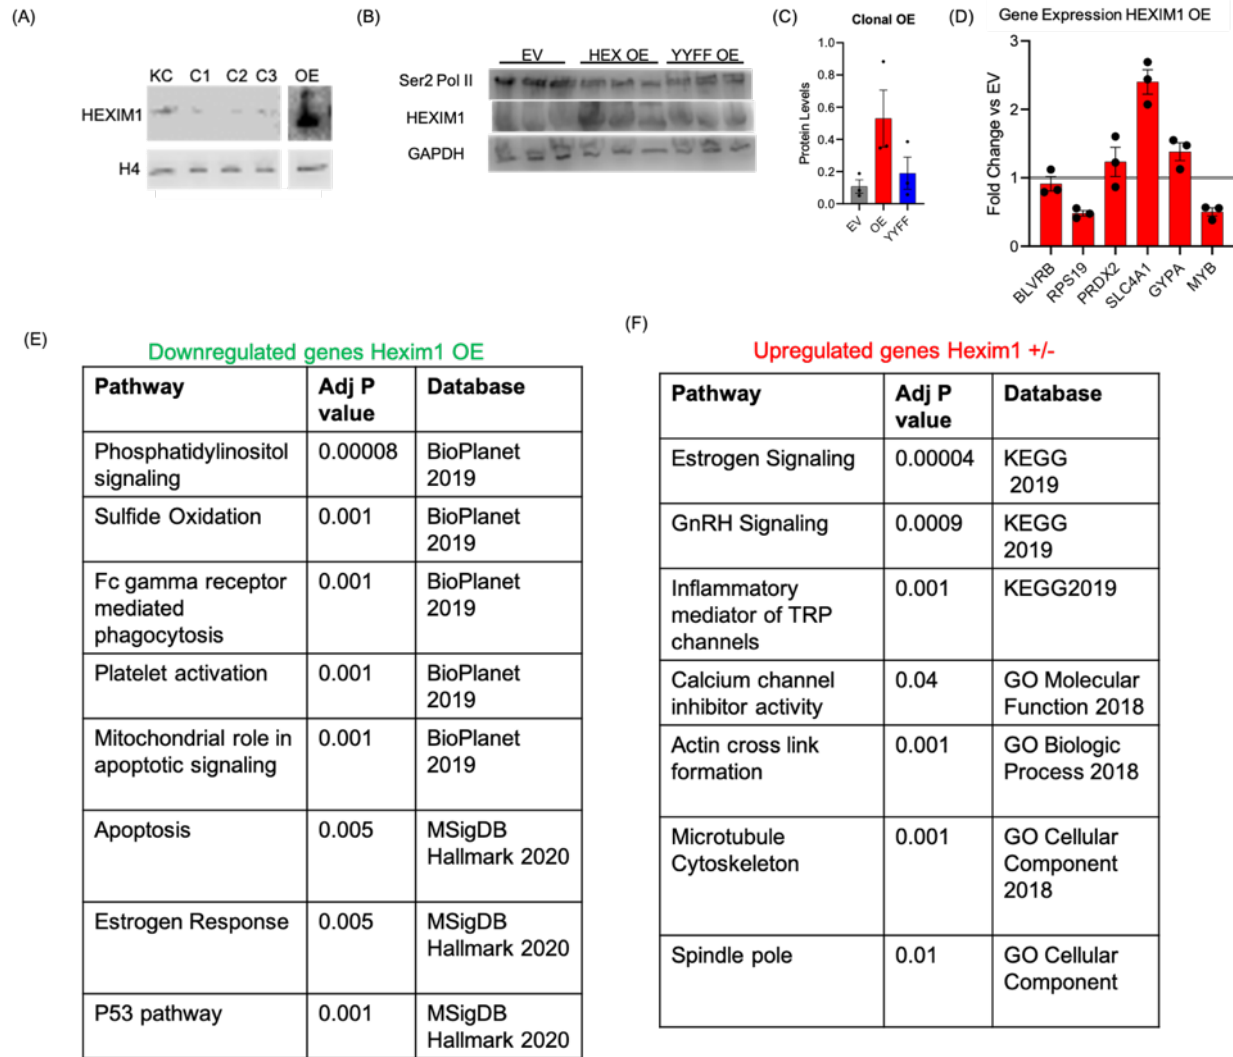 (A)
KC C1 C2 C3 OE
HEXIM1
H4
(B)
EV HEX OE YYFF OE
Ser2 Pol II
HEXIM1
GAPDH
(C)
Clonal OE
Protein Levels
1.0
0.8
0.6
0.4
0.2
0.0
EV OE YYFF
(D)
Gene Expression HEXIM1 OE
Fold Change vs EV
3
2
1
0
BLVRB RPS19 PRDX2 SLC4A1 GYPA MYB
(E)
Downregulated genes Hexim1 OE
Pathway Adj P Database
value
Phosphatidylinositol 0.00008 BioPlanet
signaling 2019
Sulfide Oxidation 0.001 BioPlanet
2019
Fc gamma receptor 0.001 BioPlanet
mediated 2019
phagocytosis
Platelet activation 0.001 BioPlanet
2019
Mitochondrial role in 0.001 BioPlanet
apoptotic signaling 2019
Apoptosis 0.005 MSigDB
Hallmark 2020
Estrogen Response 0.005 MSigDB
Hallmark 2020
P53 pathway 0.001 MSigDB
Hallmark 2020
(F)
Upregulated genes Hexim1 +/-
Pathway Adj P Database
value
Estrogen Signaling 0.00004 KEGG
2019
GnRH Signaling 0.0009 KEGG
2019
Inflammatory 0.001 KEGG2019
mediator of TRP
channels
Calcium channel 0.04 GO Molecular
inhibitor activity Function 2018
Actin cross link 0.001 GO Biologic
formation Process 2018
Microtubule 0.001 GO Cellular
Cytoskeleton Component
2018
Spindle pole 0.01 GO Cellular
Component